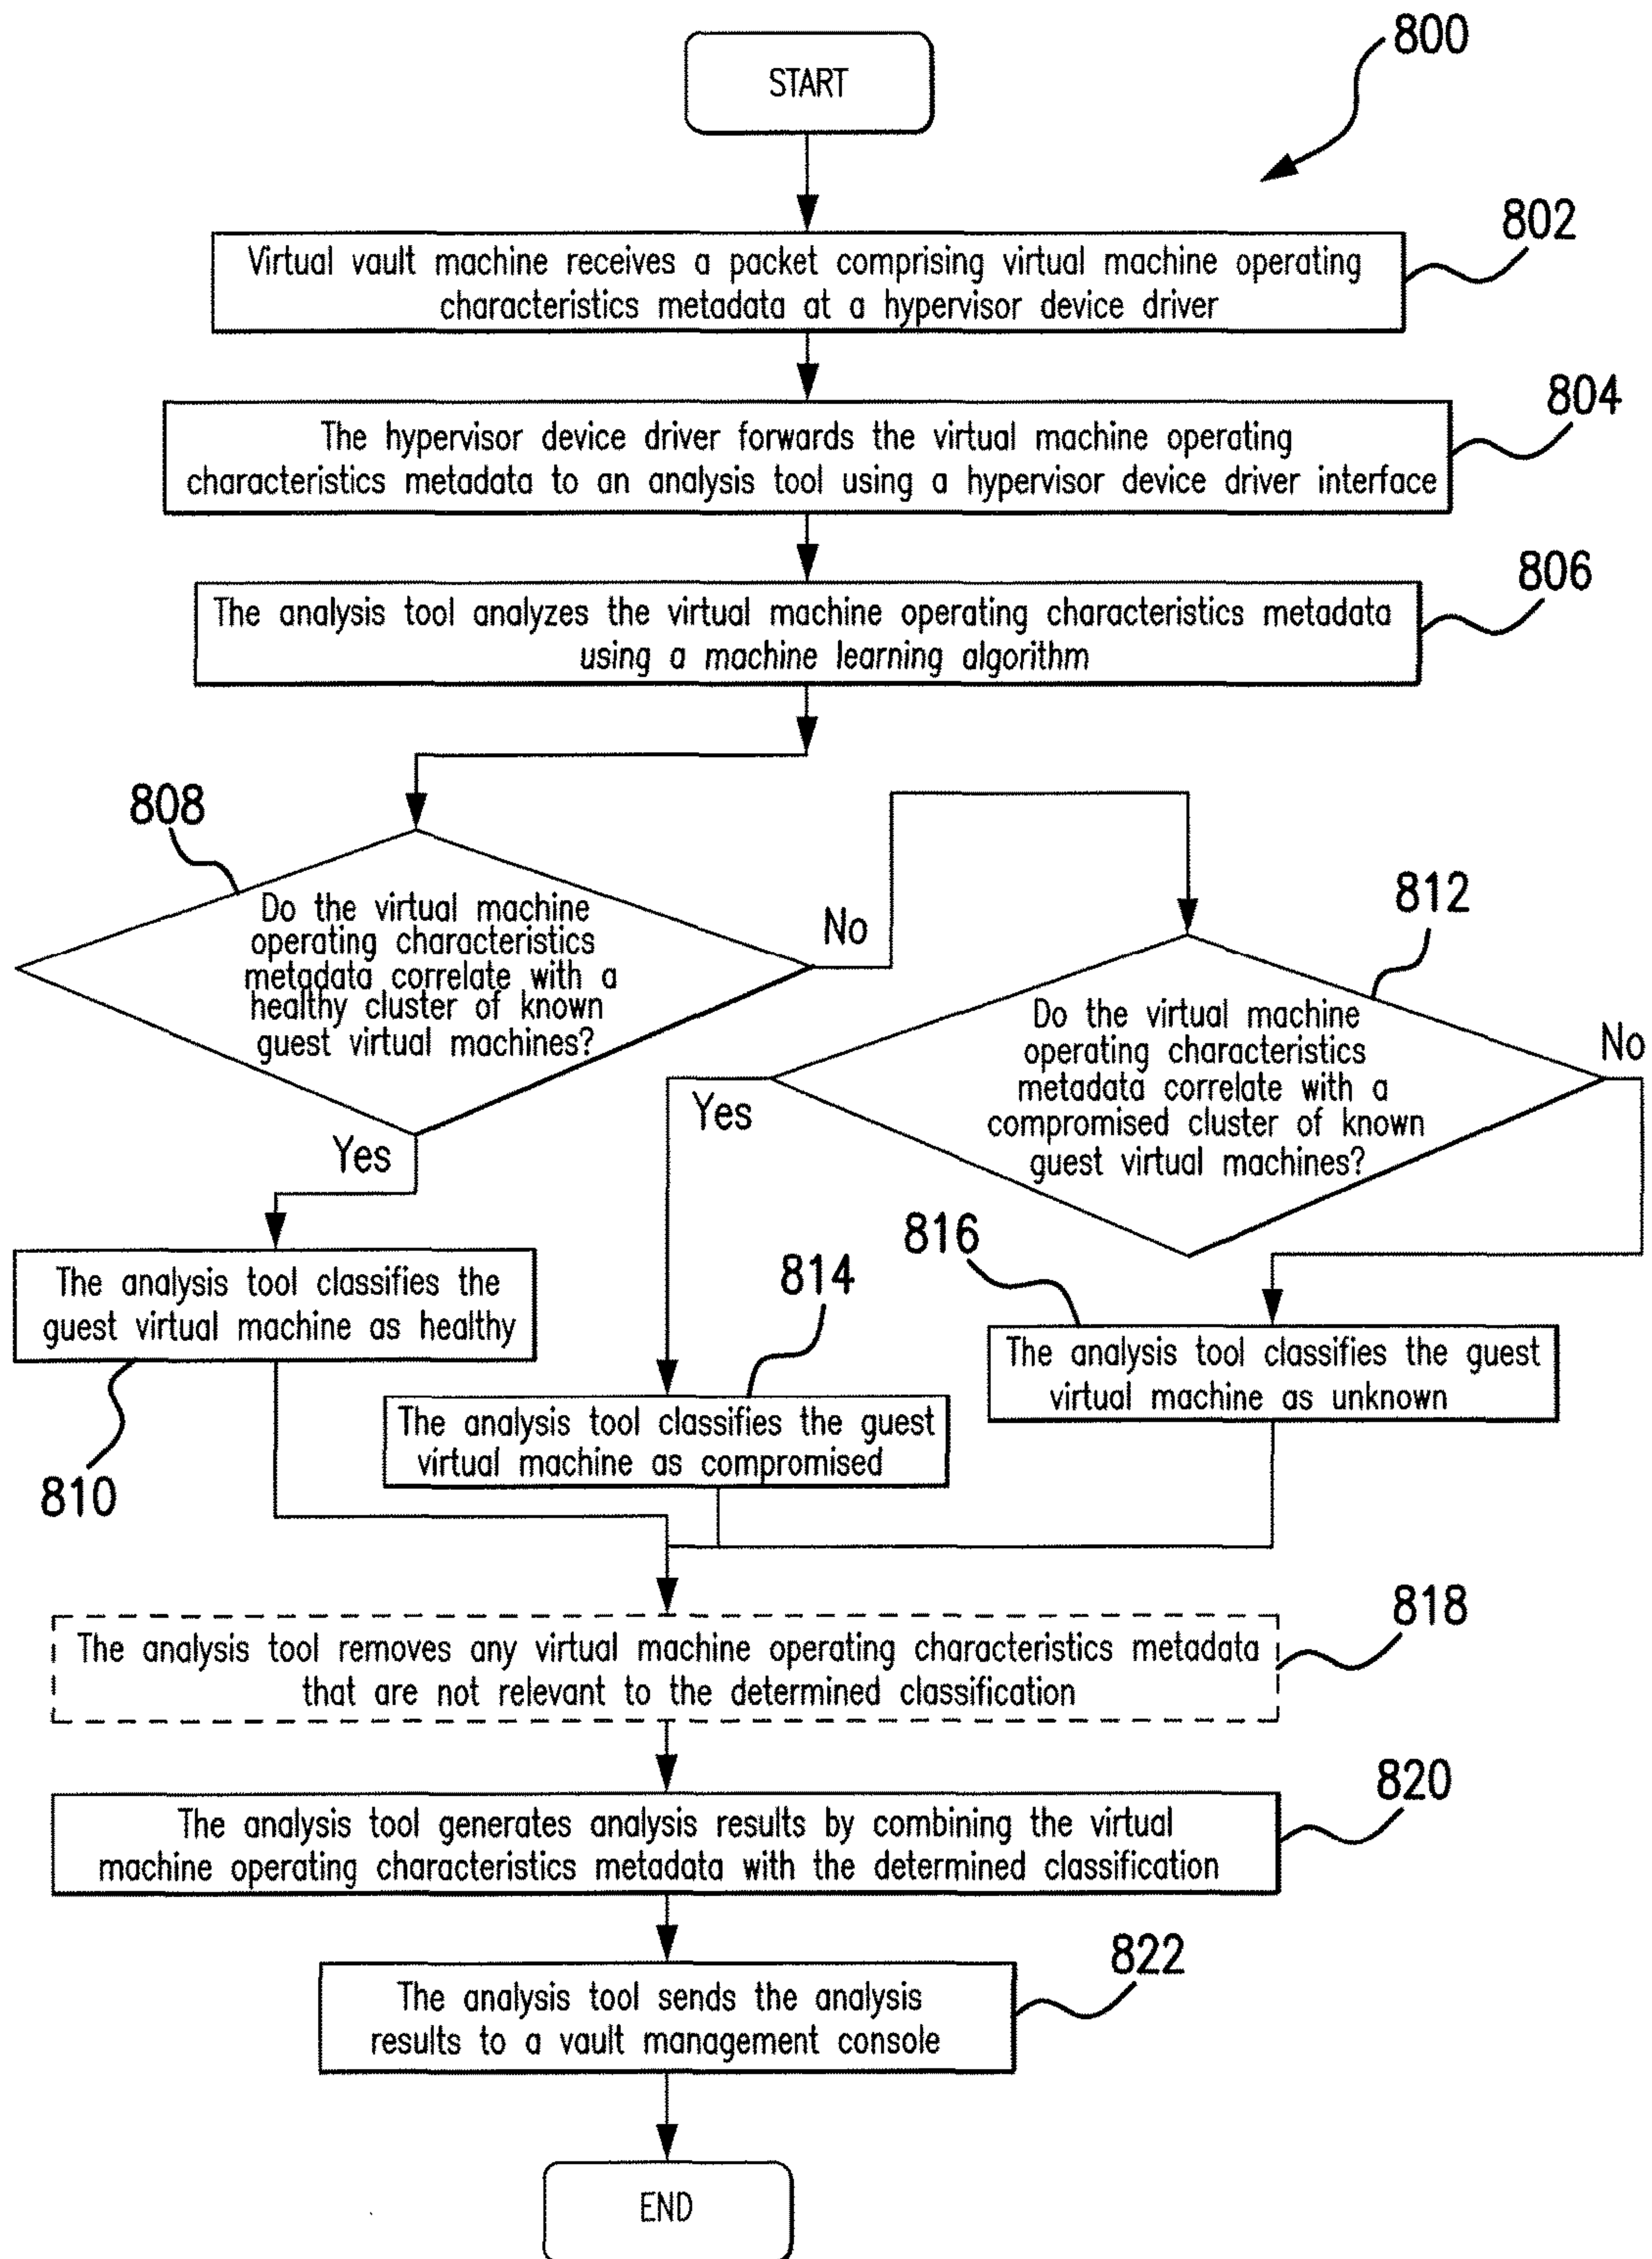 800
START
802
Virtual vault machine receives a packet comprising virtual machine operating
characteristics metadata at a hypervisor device driver
804
The hypervisor device driver forwards the virtual machine operating
characteristics metadata to an analysis tool using a hypervisor device driver interface
806
The analysis tool analyzes the virtual machine operating characteristics metadata
using a machine learning algorithm
808
Do the virtual machine
operating characteristics
metadata correlate with a
healthy cluster of known
guest virtual machines?
No
Yes
812
Do the virtual machine
operating characteristics
metadata correlate with a
compromised cluster of known
guest virtual machines?
Yes
No
810
The analysis tool classifies the
guest virtual machine as healthy
814
The analysis tool classifies the guest
virtual machine as compromised
816
The analysis tool classifies the guest
virtual machine as unknown
818
The analysis tool removes any virtual machine operating characteristics metadata
that are not relevant to the determined classification
820
The analysis tool generates analysis results by combining the virtual
machine operating characteristics metadata with the determined classification
822
The analysis tool sends the analysis
results to a vault management console
END